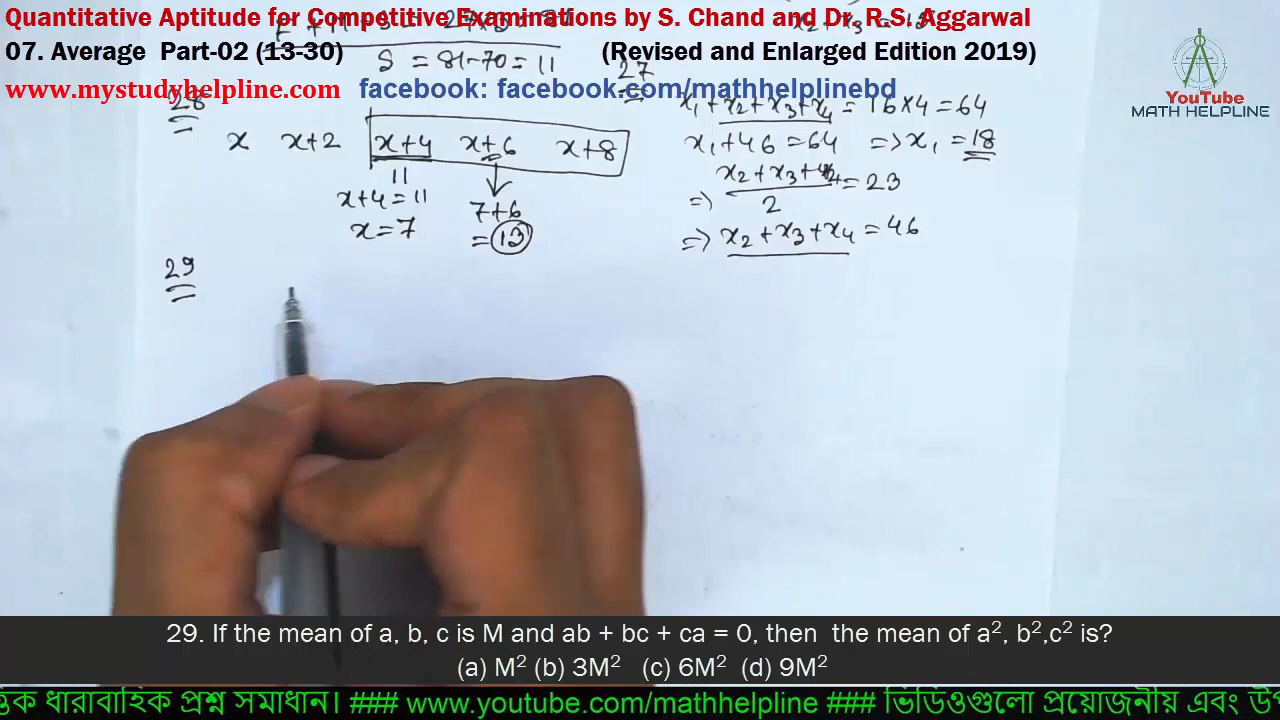 Quantitative Aptitude for Competitive Examinations by S. Chand and Dr. R.S. Aggarwal
07. Average Part-02 (13-30) (Revised and Enlarged Edition 2019)
S = 81-70 = 11
www.mystudyhelpline.com facebook: facebook.com/mathhelplinebd
YouTube
MATH HELPLINE
28
x x+2 x+4 x+6 x+8
11
x+4 = 11
x = 7
7+6
= 13
27
x₁+x₂+x₃+x₄ = 16×4 = 64
x₁+46 = 64 => x₁ = 18
=> x₂+x₃+x₄ / 2 = 23
=> x₂+x₃+x₄ = 46
29
29. If the mean of a, b, c is M and ab + bc + ca = 0, then the mean of a², b²,c² is?
(a) M² (b) 3M² (c) 6M² (d) 9M²
ধারাবাহিক প্রশ্ন সমাধান। ### www.youtube.com/mathhelpline ### ভিডিওগুলো প্রয়োজনীয় এবং